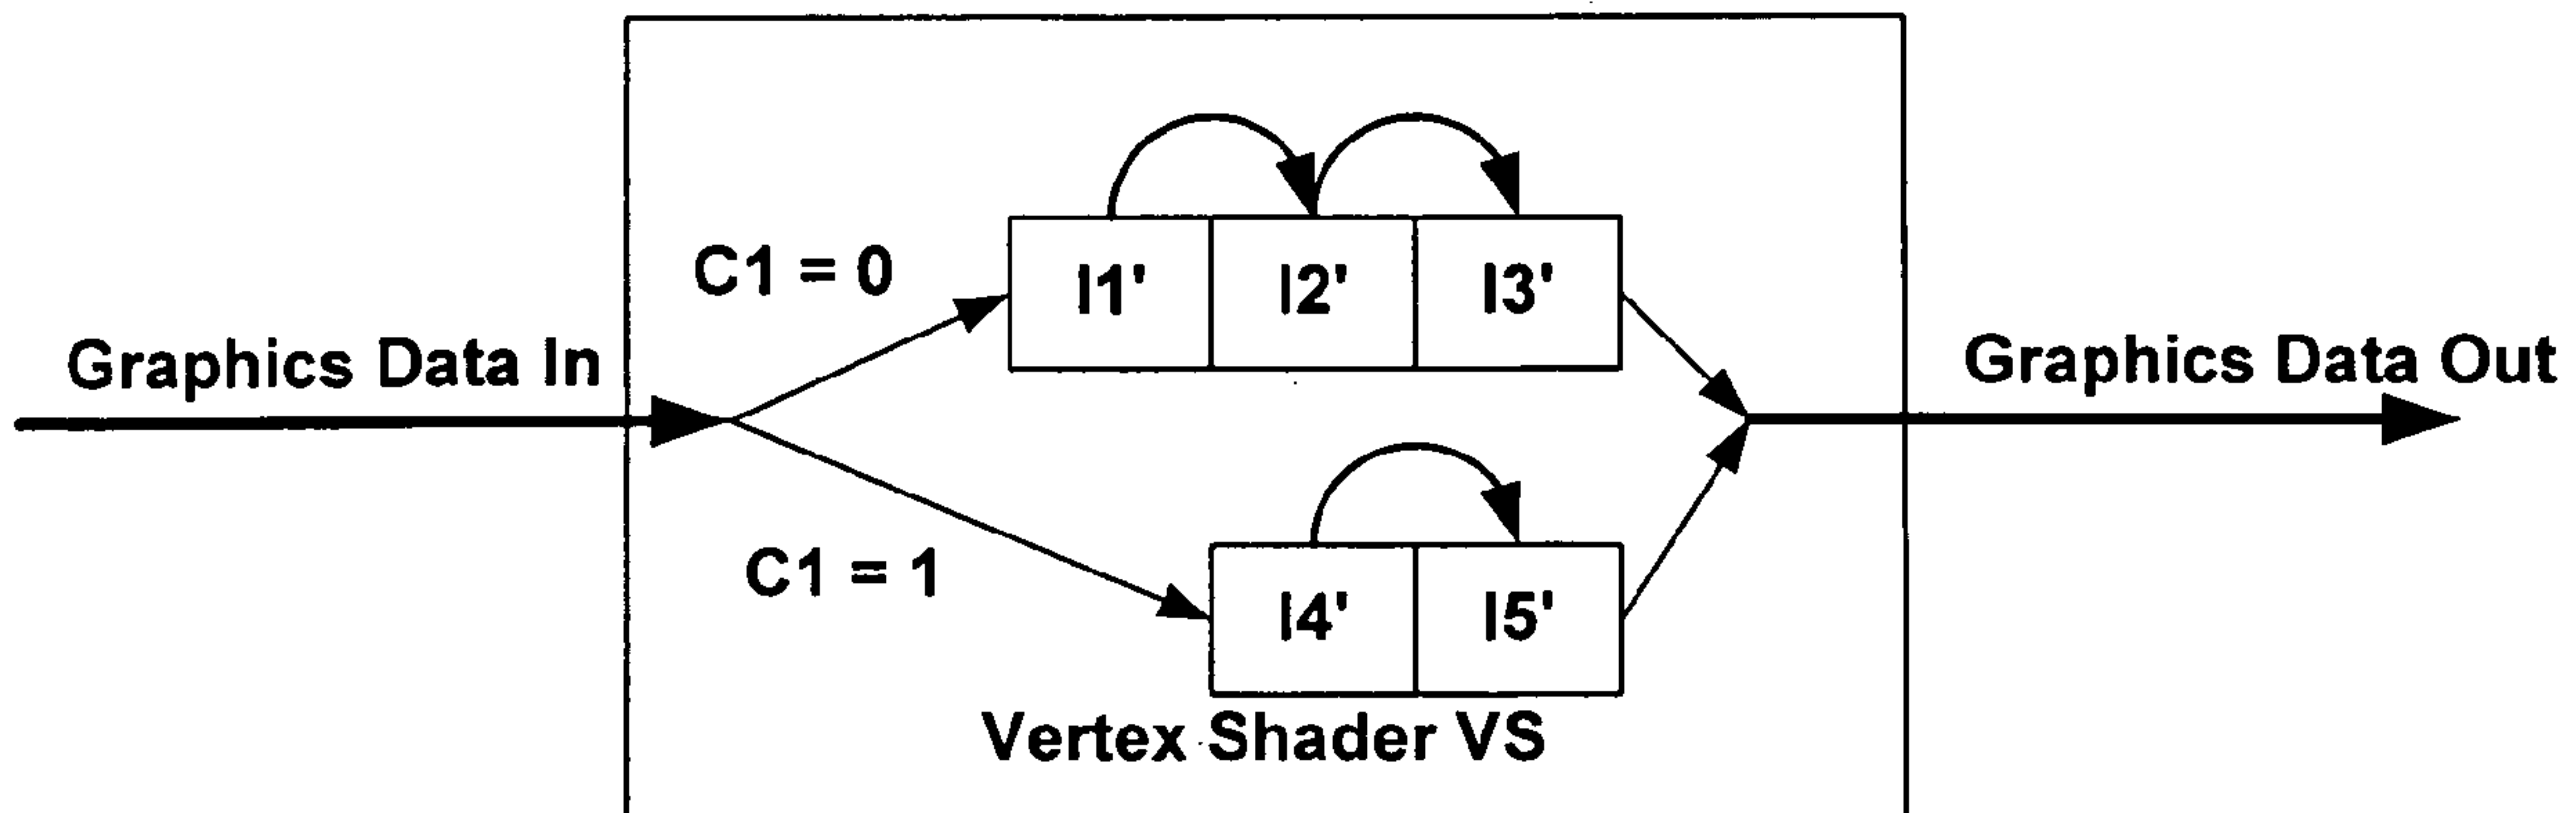 C1 = 0
I1' I2' I3'
Graphics Data In
Graphics Data Out
C1 = 1
I4' I5'
Vertex Shader VS